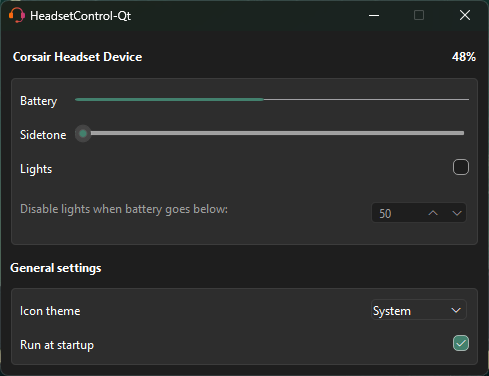 HeadsetControl-Qt
Corsair Headset Device 48%
Battery
Sidetone
Lights
Disable lights when battery goes below: 50
General settings
Icon theme System
Run at startup